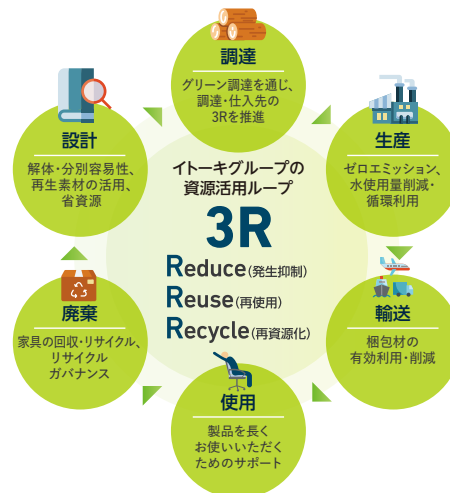 調達
グリーン調達を通じ、
調達・仕入先の
3Rを推進
設計
解体・分別容易性、
再生素材の活用、
省資源
生産
ゼロエミッション、
水使用量削減・
循環利用
イトーキグループの
資源活用ループ
3R
Reduce(発生抑制)
Reuse(再使用)
Recycle(再資源化)
廃棄
家具の回収・リサイクル、
リサイクル
ガバナンス
輸送
梱包材の
有効利用・削減
使用
製品を長く
お使いいただく
ためのサポート